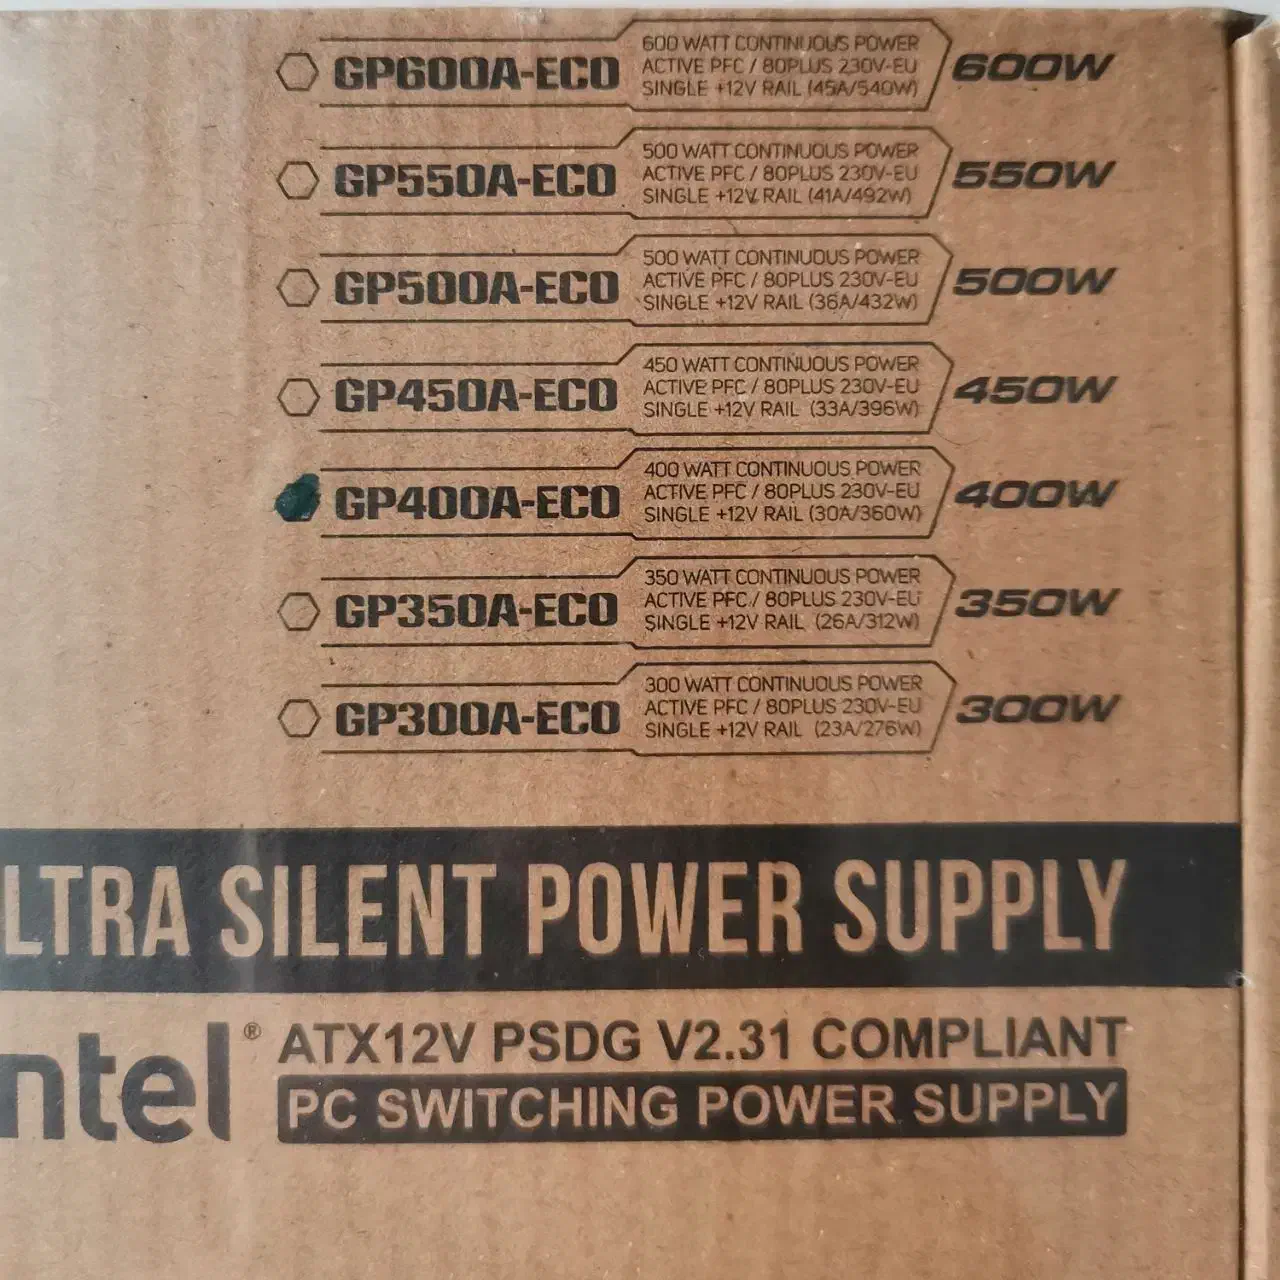 GP600A-ECO
600 WATT CONTINUOUS POWER
ACTIVE PFC / 80PLUS 230V-EU
SINGLE +12V RAIL (45A/540W)
600W
GP550A-ECO
500 WATT CONTINUOUS POWER
ACTIVE PFC / 80PLUS 230V-EU
SINGLE +12V RAIL (41A/492W)
550W
GP500A-ECO
500 WATT CONTINUOUS POWER
ACTIVE PFC / 80PLUS 230V-EU
SINGLE +12V RAIL (36A/432W)
500W
GP450A-ECO
450 WATT CONTINUOUS POWER
ACTIVE PFC / 80PLUS 230V-EU
SINGLE +12V RAIL (33A/396W)
450W
GP400A-ECO
400 WATT CONTINUOUS POWER
ACTIVE PFC / 80PLUS 230V-EU
SINGLE +12V RAIL (30A/360W)
400W
GP350A-ECO
350 WATT CONTINUOUS POWER
ACTIVE PFC / 80PLUS 230V-EU
SINGLE +12V RAIL (26A/312W)
350W
GP300A-ECO
300 WATT CONTINUOUS POWER
ACTIVE PFC / 80PLUS 230V-EU
SINGLE +12V RAIL (23A/276W)
300W
LTRA SILENT POWER SUPPLY
ntel®
ATX12V PSDG V2.31 COMPLIANT
PC SWITCHING POWER SUPPLY